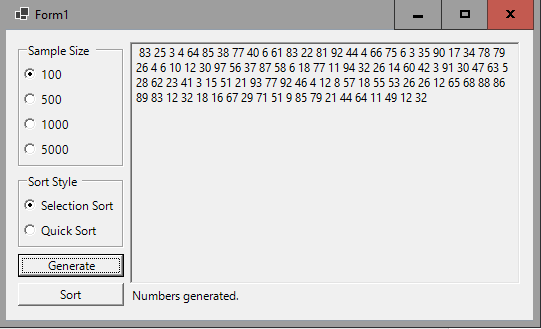 Form1
Sample Size
100
500
1000
5000
Sort Style
Selection Sort
Quick Sort
Generate
Sort
83 25 3 4 64 85 38 77 40 6 61 83 22 81 92 44 4 66 75 6 3 35 90 17 34 78 79
26 4 6 10 12 30 97 56 37 87 58 6 18 77 11 94 32 26 14 60 42 3 91 30 47 63 5
28 62 23 41 3 15 51 21 93 77 92 46 4 12 8 57 18 55 53 26 26 12 65 68 88 86
89 83 12 32 18 16 67 29 71 51 9 85 79 21 44 64 11 49 12 32
Numbers generated.